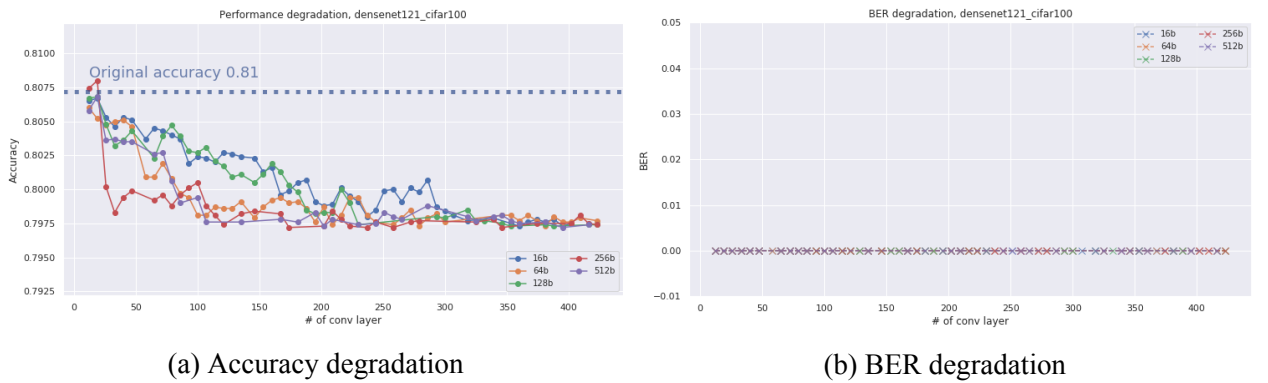 Performance degradation, densenet121_cifar100
0.8100
0.8075
0.8050
0.8025
0.8000
0.7975
0.7950
0.7925
Accuracy
Original accuracy 0.81
16b
64b
128b
256b
512b
0
50
100
150
200
250
300
350
400
# of conv layer
(a) Accuracy degradation
BER degradation, densenet121_cifar100
0.05
0.04
0.03
0.02
0.01
0.00
−0.01
BER
16b
64b
128b
256b
512b
0
50
100
150
200
250
300
350
400
# of conv layer
(b) BER degradation